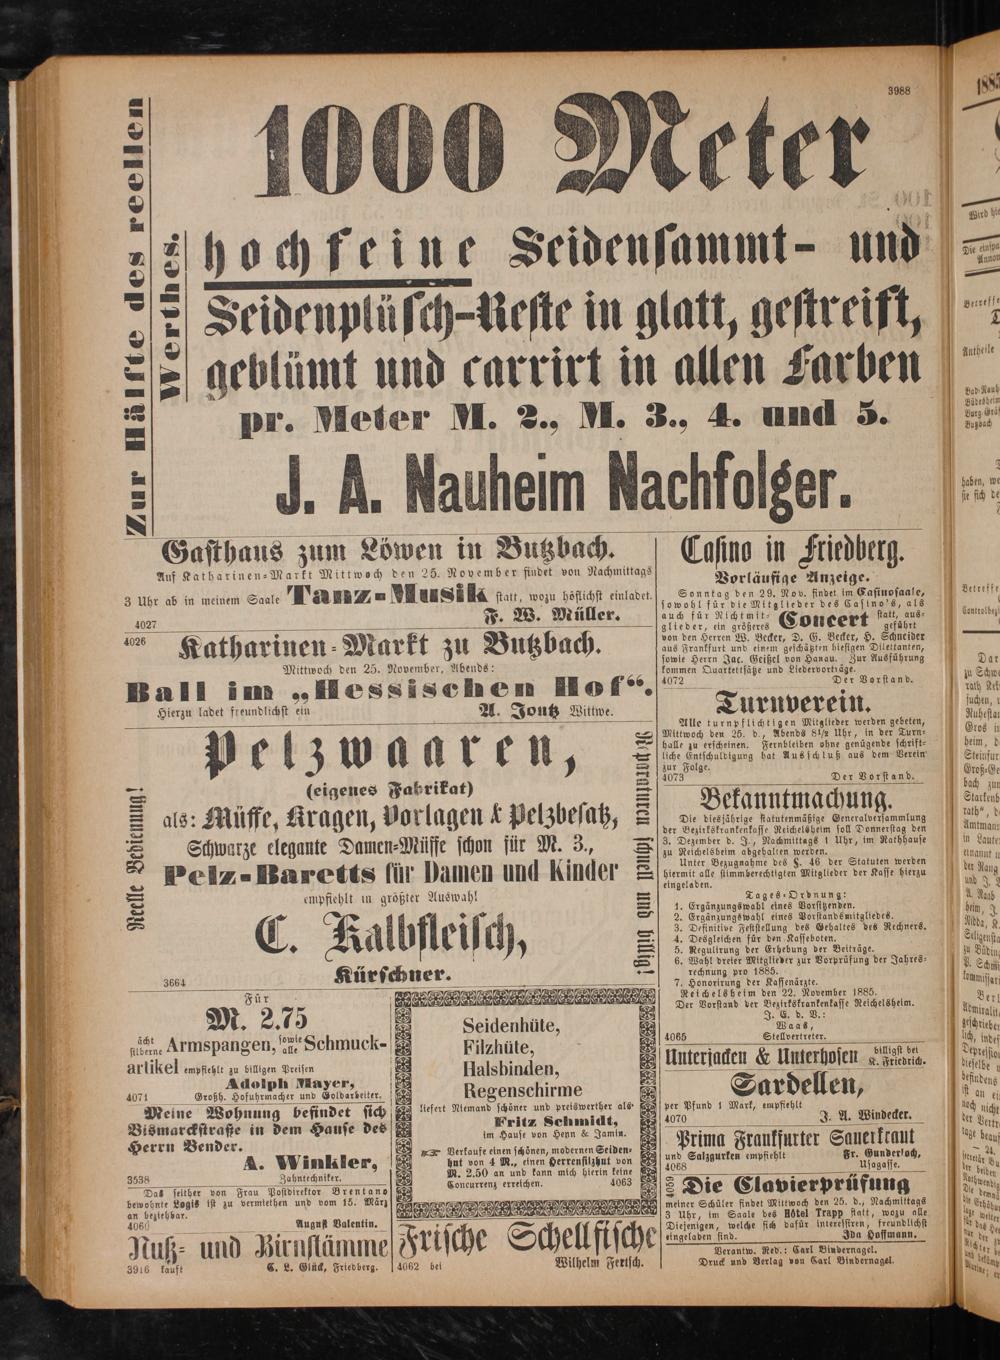 3988
1000 Meter
Zur Hälfte des reellen
Werthes.
hochfeine Seidensammt- und
Seidenplüsch-Reste in glatt, gestreift,
geblümt und carrirt in allen Farben
pr. Meter M. 2., M. 3., 4. und 5.
J. A. Nauheim Nachfolger.
Gasthaus zum Löwen in Butzbach.
Auf Katharinen-Markt Mittwoch den 25. November findet von Nachmittags
3 Uhr ab in meinem Saale Tanz-Musik statt, wozu höflichst einladet
4027 F. W. Müller.
4026 Katharinen-Markt zu Butzbach.
Mittwoch den 25. November, Abends:
Ball im „Hessischen Hof“.
Hierzu ladet freundlichst ein A. Joutz Wittwe.
Pelzwaaren,
(eigenes Fabrikat)
als: Müffe, Kragen, Vorlagen & Pelzbesatz,
Schwarze elegante Damen-Müffe schon für M. 3.,
Pelz-Baretts für Damen und Kinder
empfiehlt in größter Auswahl
C. Kalbfleisch,
Kürschner.
3664
Reelle Bedienung!
Reparaturen schnell und billig!
Für
M. 2.75
ächt silberne Armspangen, sowie alle Schmuck-
artikel empfiehlt zu billigen Preisen
Adolph Mayer,
4071 Großh. Hofuhrmacher und Goldarbeiter.
Meine Wohnung befindet sich
Bismarckstraße in dem Hause des
Herrn Bender.
A. Winkler,
3538 Zahntechniker.
Das seither von Frau Postdirektor Brentano
bewohnte Logis ist zu vermiethen und vom 15. März
an beziehbar.
4060 August Valentin.
Nuß- und Birnstämme
3916 kauft C. L. Glück, Friedberg.
Seidenhüte,
Filzhüte,
Halsbinden,
Regenschirme
liefert Niemand schöner und preiswerther als
Fritz Schmidt,
im Hause von Heyn & Jamin.
☞ Verkaufe einen schönen, modernen Seiden-
hut von 4 M., einen Herrenfilzhut von
M. 2.50 an und kann mich hierin keine
Concurrenz erreichen. 4063
Frische Schellfische
4062 bei Wilhelm Fertsch.
Casino in Friedberg.
Vorläufige Anzeige.
Sonntag den 29. Nov. findet im Casinosaale,
sowohl für die Mitglieder des Casino's, als
auch für Nichtmit- Concert statt, aus-
glieder, ein größeres geführt
von den Herren W. Becker, D. G. Becker, H. Schneider
aus Frankfurt und einem geschätzten hiesigen Dilettanten,
sowie Herrn Jac. Geißel von Hanau. Zur Ausführung
kommen Quartettsätze und Liedervorträge.
4072 Der Vorstand.
Turnverein.
Alle turnpflichtigen Mitglieder werden gebeten,
Mittwoch den 25. d., Abends 8½ Uhr, in der Turn-
halle zu erscheinen. Fernbleiben ohne genügende schrift-
liche Entschuldigung hat Ausschluß aus dem Verein
zur Folge.
4073 Der Vorstand.
Bekanntmachung.
Die diesjährige statutenmäßige Generalversammlung
der Bezirkskrankenkasse Reichelsheim soll Donnerstag den
3. Dezember d. J., Nachmittags 1 Uhr, im Rathhause
zu Reichelsheim abgehalten werden.
Unter Bezugnahme des §. 46 der Statuten werden
hiermit alle stimmberechtigten Mitglieder der Kasse hierzu
eingeladen.
Tages-Ordnung:
1. Ergänzungswahl eines Vorsitzenden.
2. Ergänzungswahl eines Vorstandsmitgliedes.
3. Definitive Feststellung des Gehaltes des Rechners.
4. Desgleichen für den Kasseboten.
5. Regulirung der Erhebung der Beiträge.
6. Wahl dreier Mitglieder zur Vorprüfung der Jahres-
rechnung pro 1885.
7. Honorirung der Kassenärzte.
Reichelsheim den 22. November 1885.
Der Vorstand der Bezirkskrankenkasse Reichelsheim.
J. E. d. V.:
Waas,
4065 Stellvertreter.
Unterjacken & Unterhosen billigst bei K. Friedrich.
Sardellen,
per Pfund 1 Mark, empfiehlt
4070 J. A. Windecker.
Prima Frankfurter Sauerkraut
und Salzgurken empfiehlt Fr. Gunderloch,
4068 Usagasse.
4059 Die Clavierprüfung
meiner Schüler findet Mittwoch den 25. d., Nachmittags
3 Uhr, im Saale des Hôtel Trapp statt, wozu alle
Diejenigen, welche sich dafür interessiren, freundlichst
eingeladen sind. Ida Hoffmann.
Verantw. Red.: Carl Bindernagel.
Druck und Verlag von Carl Bindernagel.